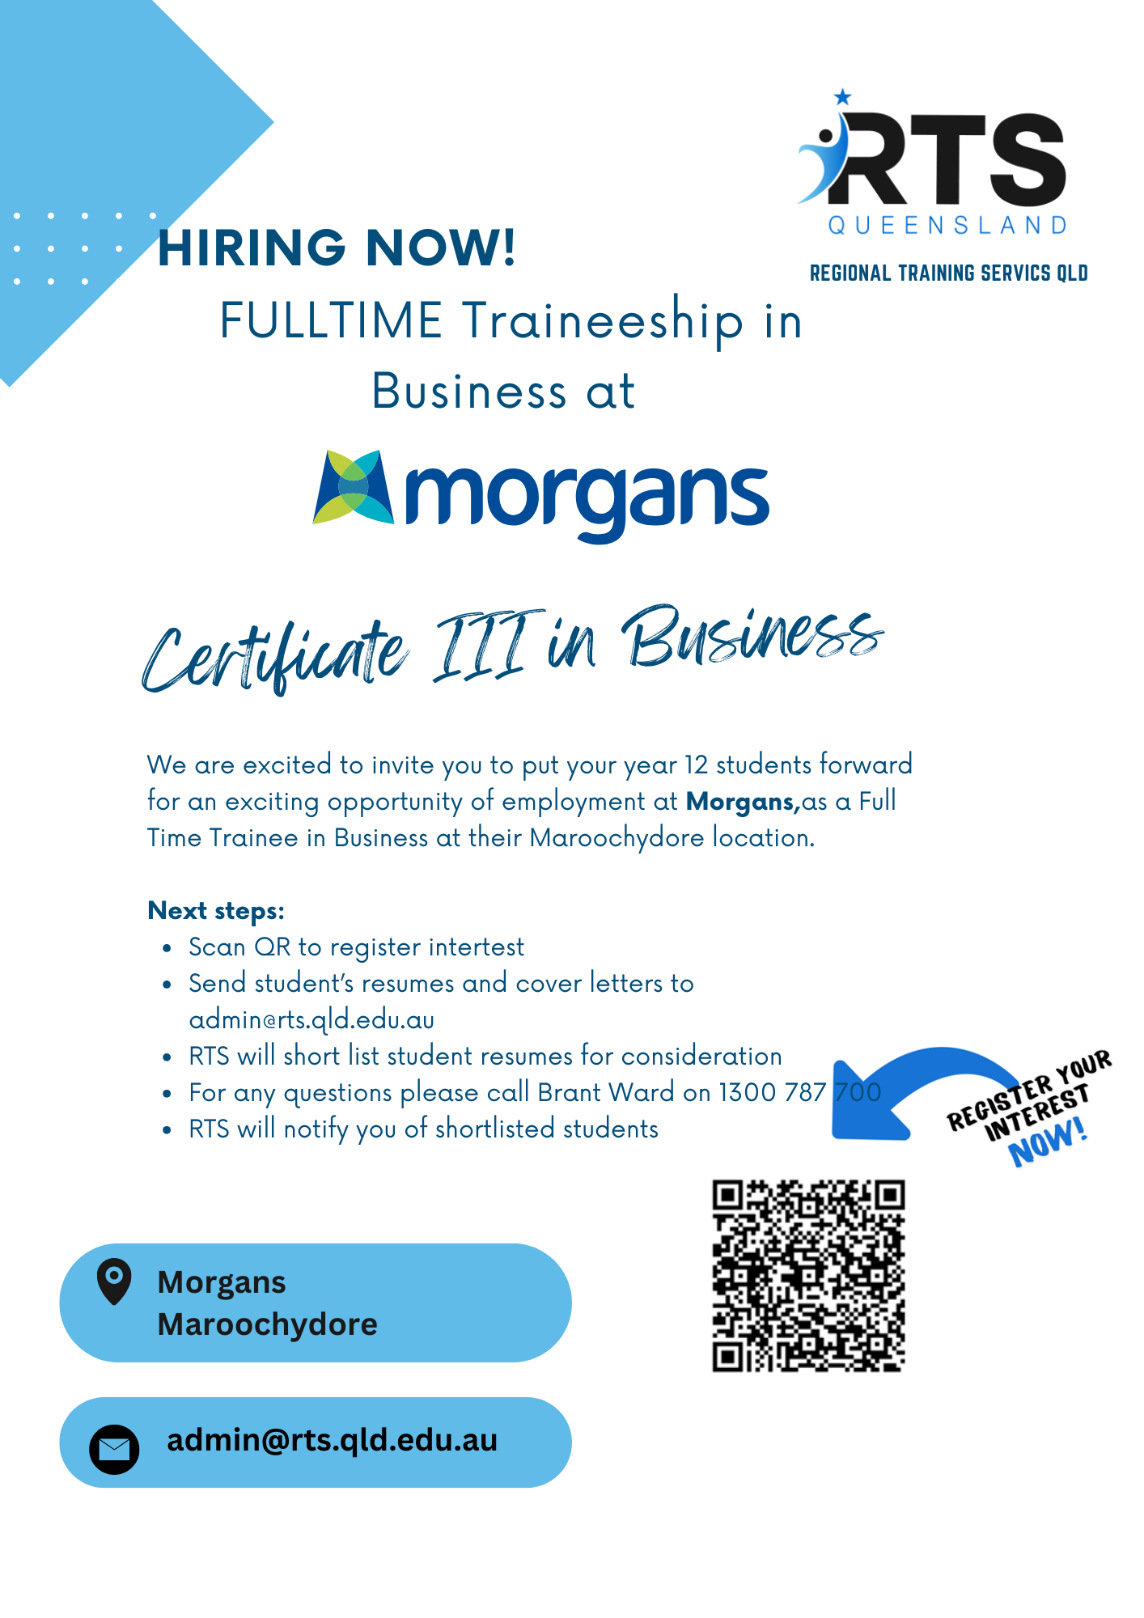 RTS
QUEENSLAND
REGIONAL TRAINING SERVICS QLD
HIRING NOW!
FULLTIME Traineeship in
Business at
morgans
Certificate III in Business
We are excited to invite you to put your year 12 students forward
for an exciting opportunity of employment at Morgans,as a Full
Time Trainee in Business at their Maroochydore location.
Next steps:
• Scan QR to register intertest
• Send student's resumes and cover letters to
admin@rts.qld.edu.au
• RTS will short list student resumes for consideration
• For any questions please call Brant Ward on 1300 787 700
• RTS will notify you of shortlisted students
REGISTER YOUR
INTEREST
NOW!
Morgans
Maroochydore
admin@rts.qld.edu.au